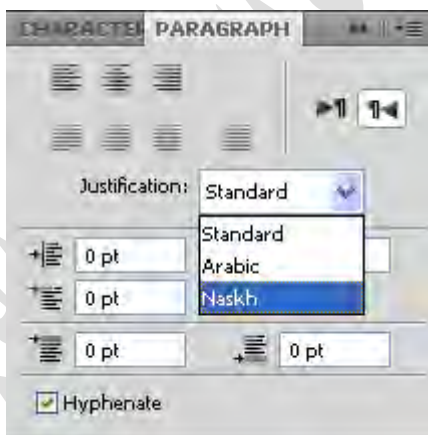 CHARACTER PARAGRAPH
Justification: Standard
Standard
Arabic
Naskh
0 pt
0 pt
0 pt 0 pt
Hyphenate